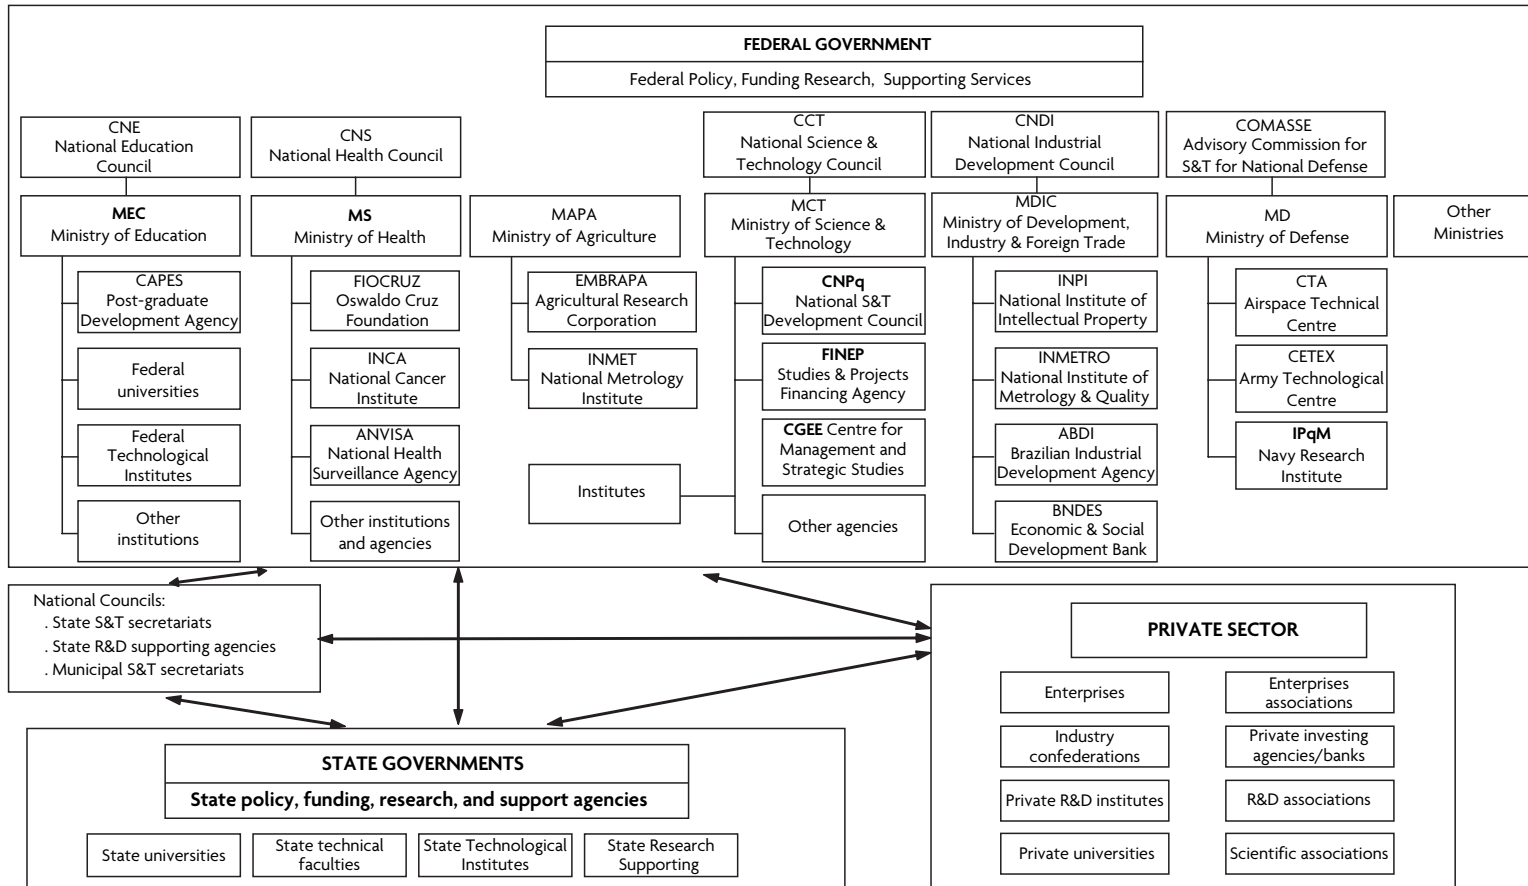 FEDERAL GOVERNMENT
Federal Policy, Funding Research, Supporting Services
CNE
National Education
Council
CNS
National Health Council
CCT
National Science &
Technology Council
CNDI
National Industrial
Development Council
COMASSE
Advisory Commission for
S&T for National Defense
MEC
Ministry of Education
MS
Ministry of Health
MAPA
Ministry of Agriculture
MCT
Ministry of Science &
Technology
MDIC
Ministry of Development,
Industry & Foreign Trade
MD
Ministry of Defense
Other
Ministries
CAPES
Post-graduate
Development Agency
Federal
universities
Federal
Technological
Institutes
Other
institutions
FIOCRUZ
Oswaldo Cruz
Foundation
INCA
National Cancer
Institute
ANVISA
National Health
Surveillance Agency
Other institutions
and agencies
EMBRAPA
Agricultural Research
Corporation
INMET
National Metrology
Institute
Institutes
CNPq
National S&T
Development Council
FINEP
Studies & Projects
Financing Agency
CGEE Centre for
Management and
Strategic Studies
Other agencies
INPI
National Institute of
Intellectual Property
INMETRO
National Institute of
Metrology & Quality
ABDI
Brazilian Industrial
Development Agency
BNDES
Economic & Social
Development Bank
CTA
Airspace Technical
Centre
CETEX
Army Technological
Centre
IPqM
Navy Research
Institute
National Councils:
. State S&T secretariats
. State R&D supporting agencies
. Municipal S&T secretariats
STATE GOVERNMENTS
State policy, funding, research, and support agencies
State universities
State technical
faculties
State Technological
Institutes
State Research
Supporting
PRIVATE SECTOR
Enterprises
Enterprises
associations
Industry
confederations
Private investing
agencies/banks
Private R&D institutes
R&D associations
Private universities
Scientific associations